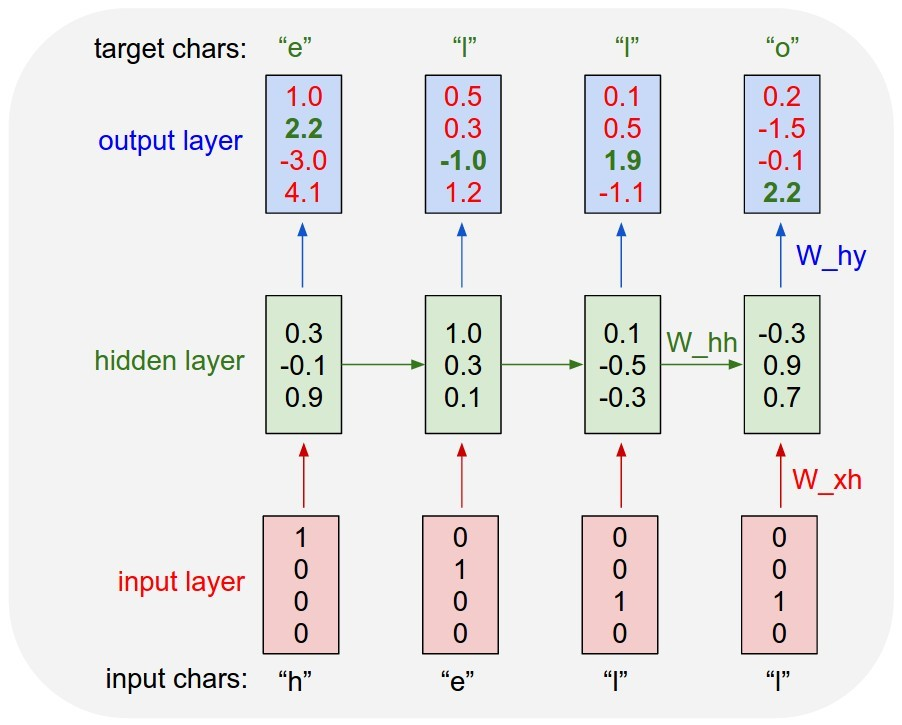 target chars: “e” “l” “l” “o”
output layer
1.0 0.5 0.1 0.2
2.2 0.3 0.5 -1.5
-3.0 -1.0 1.9 -0.1
4.1 1.2 -1.1 2.2
W_hy
hidden layer
0.3 1.0 0.1 -0.3
-0.1 0.3 -0.5 0.9
0.9 0.1 -0.3 0.7
W_hh
W_xh
input layer
1 0 0 0
0 1 0 0
0 0 1 1
0 0 0 0
input chars: “h” “e” “l” “l”